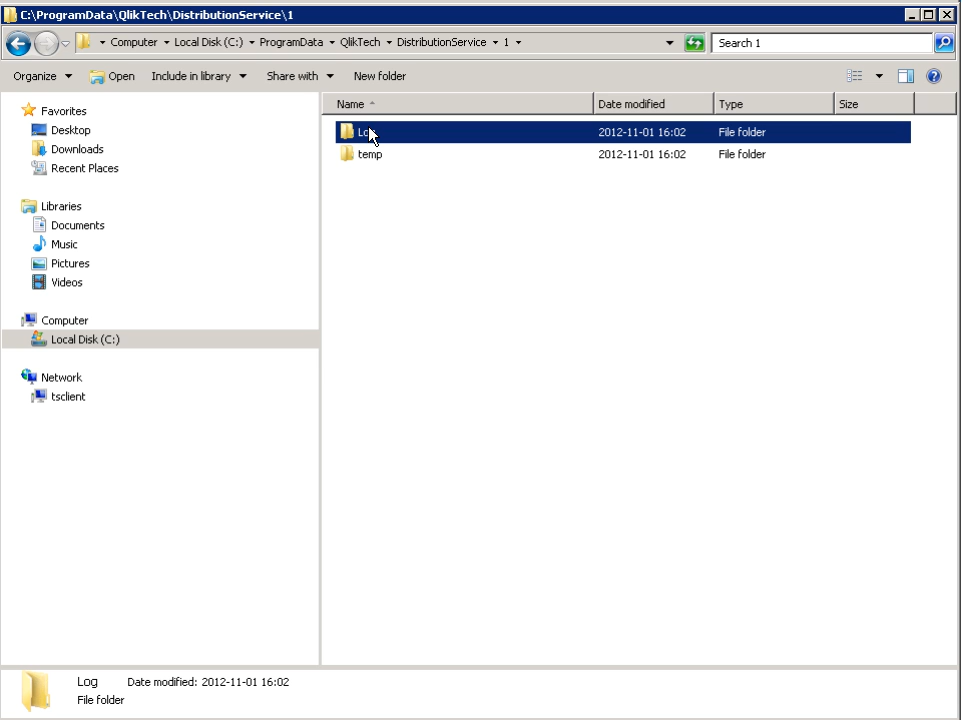 C:\ProgramData\QlikTech\DistributionService\1
Computer Local Disk (C:) ProgramData QlikTech DistributionService 1 Search 1
Organize Open Include in library Share with New folder
Name Date modified Type Size
Favorites
Desktop
Downloads
Recent Places
Libraries
Documents
Music
Pictures
Videos
Computer
Local Disk (C:)
Network
tsclient
2012-11-01 16:02 File folder
temp 2012-11-01 16:02 File folder
Log Date modified: 2012-11-01 16:02
File folder